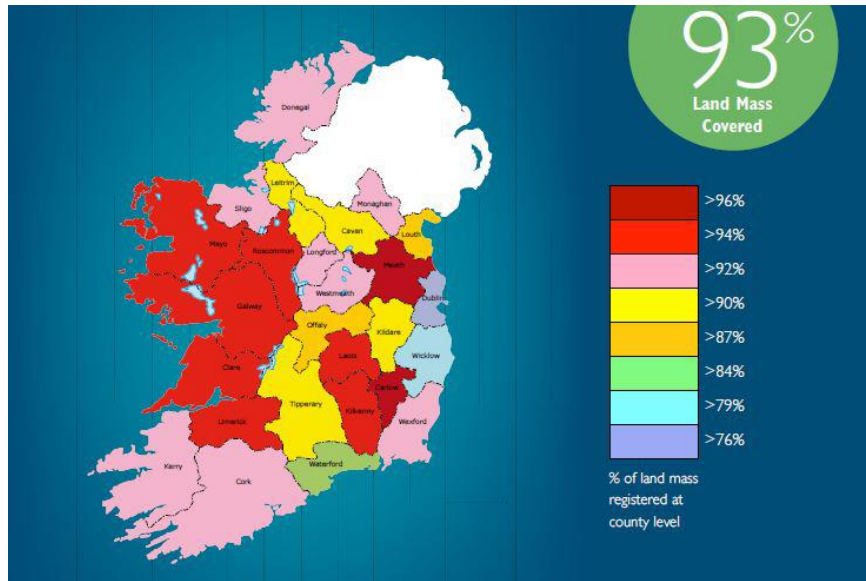 93%
Land Mass
Covered
Donegal
Leitrim
Sligo
Monaghan
Cavan
Louth
Mayo
Roscommon
Longford
Meath
Westmeath
Dublin
Galway
Offaly
Kildare
Laois
Wicklow
Clare
Carlow
Tipperary
Kilkenny
Limerick
Wexford
Waterford
Kerry
Cork
>96%
>94%
>92%
>90%
>87%
>84%
>79%
>76%
% of land mass
registered at
county level